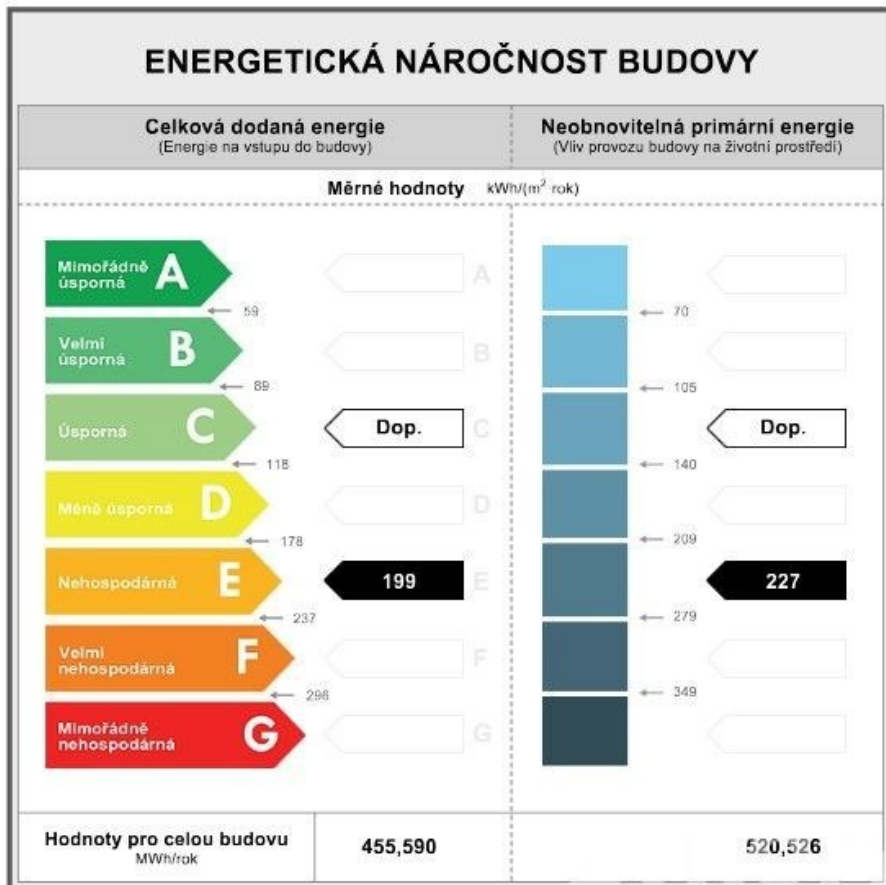 ENERGETICKÁ NÁROČNOST BUDOVY
Celková dodaná energie
(Energie na vstupu do budovy)
Neobnovitelná primární energie
(Vliv provozu budovy na životní prostředí)
Měrné hodnoty kWh/(m² rok)
Mimořádně úsporná A
A
59
70
Velmi úsporná B
B
89
105
Úsporná C
Dop.
C
Dop.
118
140
Méně úsporná D
D
178
209
Nehospodárná E
199
E
227
237
279
Velmi nehospodárná F
F
296
349
Mimořádně nehospodárná G
G
Hodnoty pro celou budovu
MWh/rok
455,590
520,526